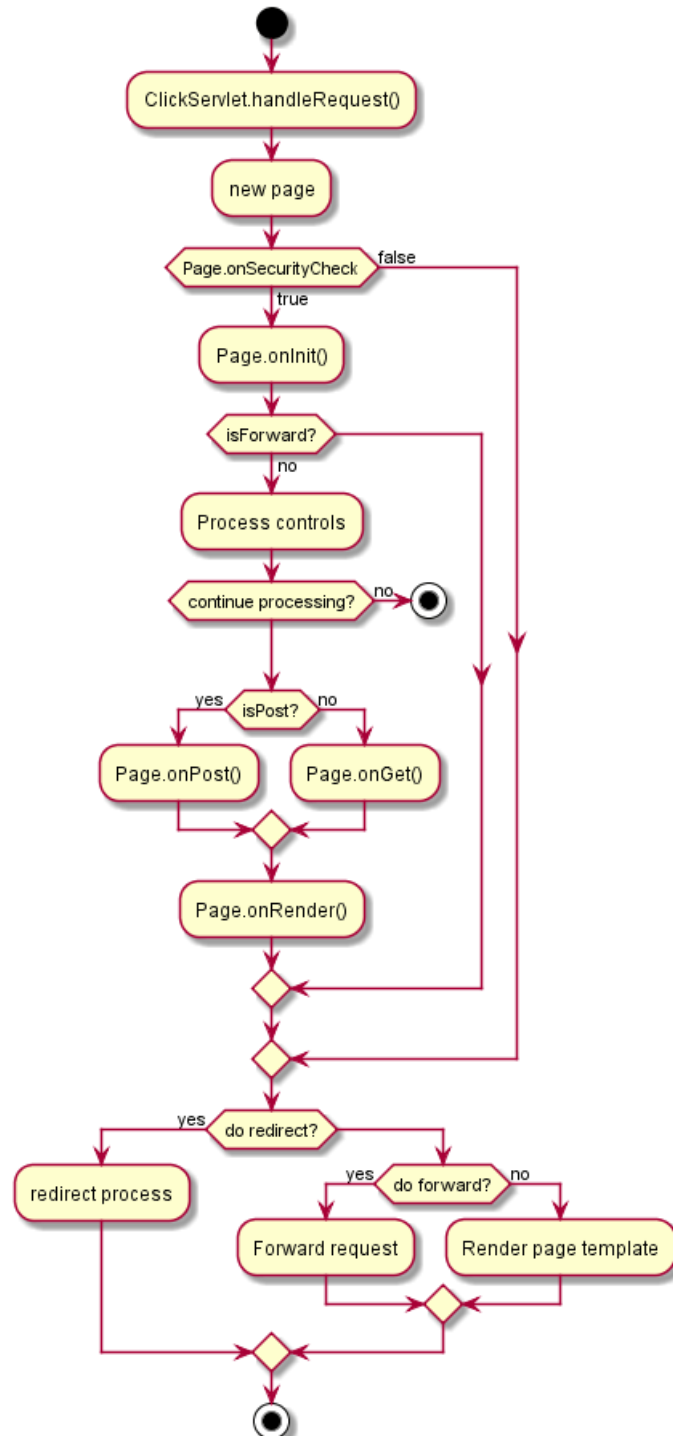 ClickServlet.handleRequest()
new page
Page.onSecurityCheck
false
true
Page.onInit()
isForward?
no
Process controls
continue processing?
no
isPost?
yes
no
Page.onPost()
Page.onGet()
Page.onRender()
do redirect?
yes
redirect process
do forward?
yes
no
Forward request
Render page template